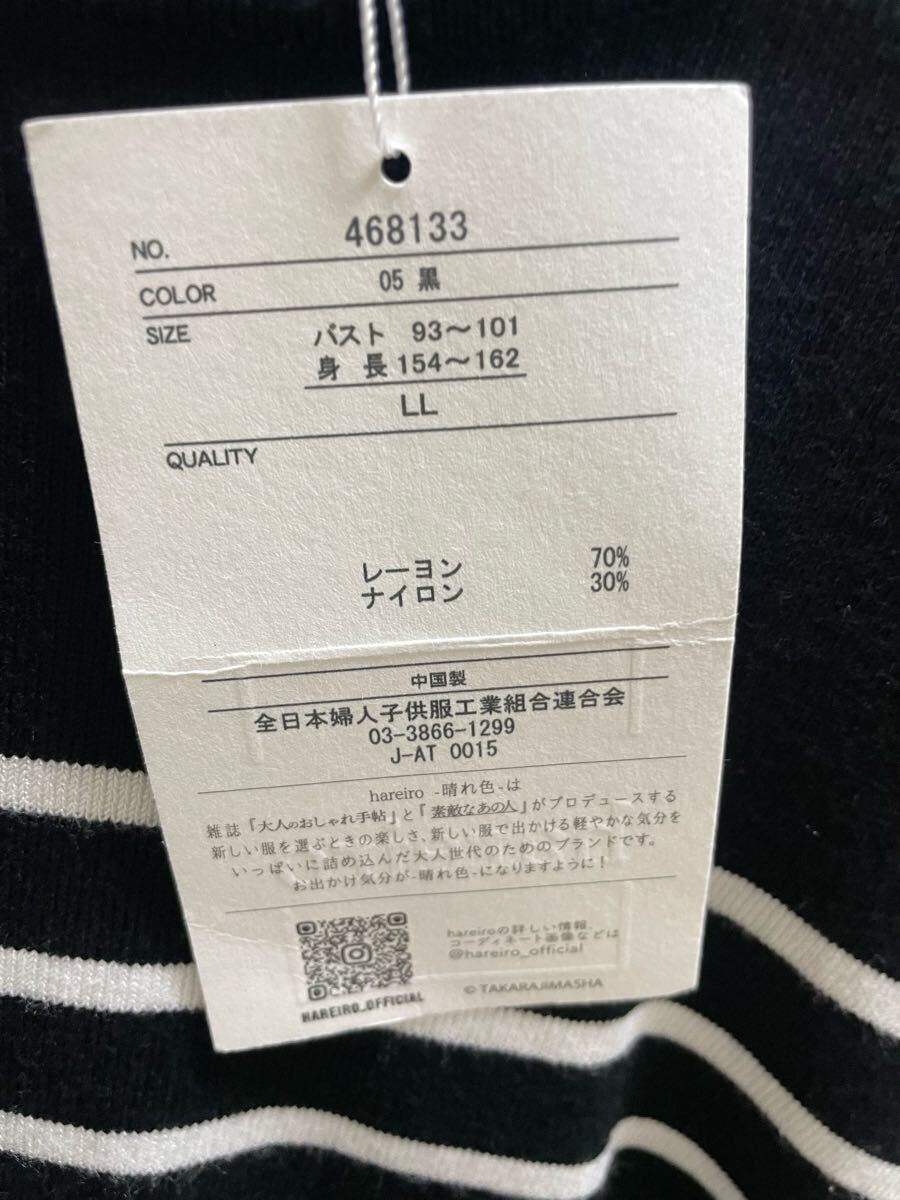 NO. 468133
COLOR 05 黒
SIZE バスト 93～101
身 長 154～162
LL
QUALITY
レーヨン 70%
ナイロン 30%
中国製
全日本婦人子供服工業組合連合会
03-3866-1299
J-AT 0015
hareiro -晴れ色-は
雑誌「大人のおしゃれ手帖」と「素敵なあの人」がプロデュースする
新しい服を選ぶときの楽しさ、新しい服で出かける軽やかな気分を
いっぱいに詰め込んだ大人世代のためのブランドです。
お出かけ気分が-晴れ色-になりますように！
hareiroの詳しい情報、
コーディネート画像などは
@hareiro_official
HAREIRO_OFFICIAL
© TAKARAJIMASHA